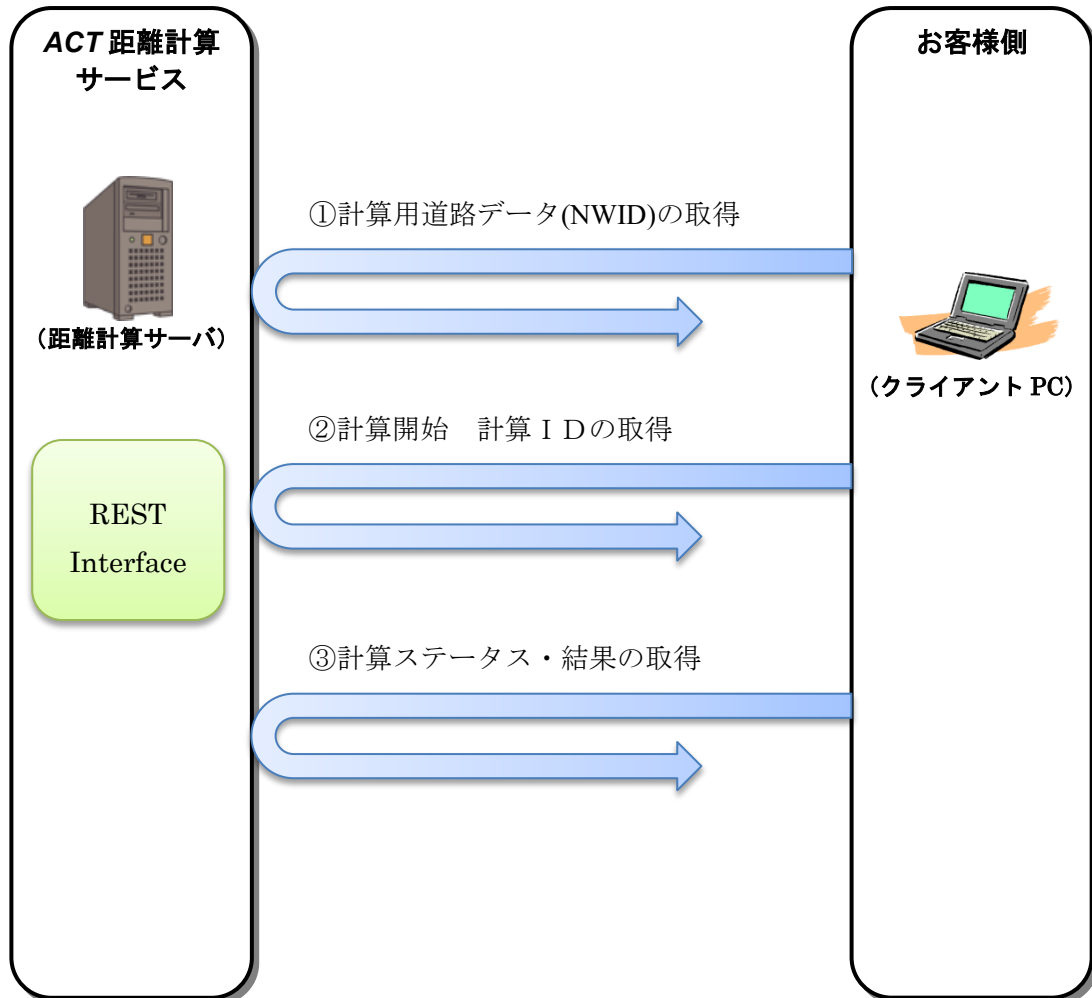 ACT 距離計算
サービス
お客様側
①計算用道路データ(NWID)の取得
(距離計算サーバ)
(クライアント PC)
②計算開始　計算ＩＤの取得
REST
Interface
③計算ステータス・結果の取得